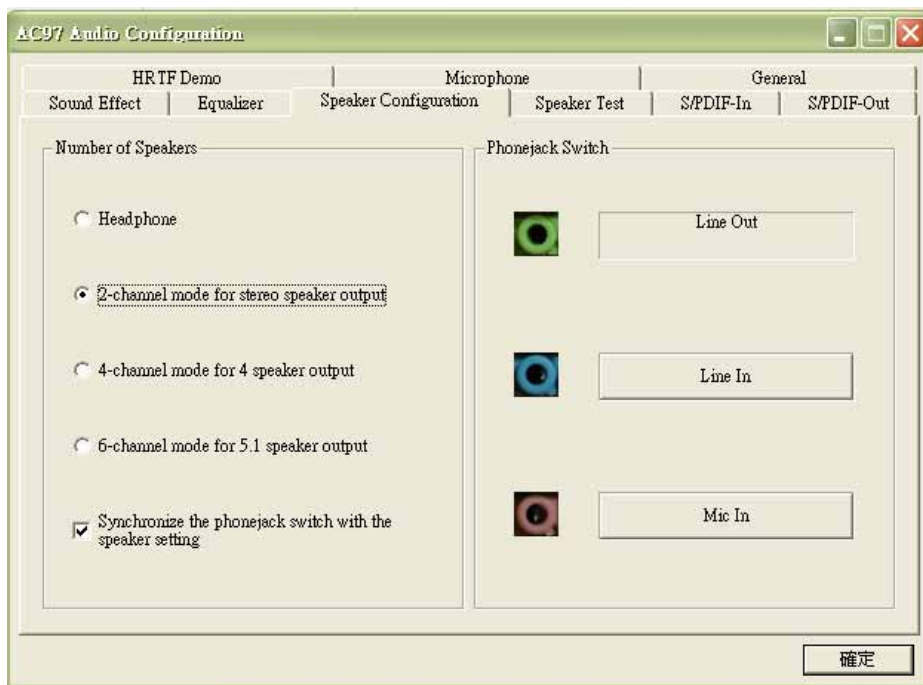 AC97 Audio Configuration
HRTF Demo
Microphone
General
Sound Effect
Equalizer
Speaker Configuration
Speaker Test
S/PDIF-In
S/PDIF-Out
Number of Speakers
Headphone
2-channel mode for stereo speaker output
4-channel mode for 4 speaker output
6-channel mode for 5.1 speaker output
Synchronize the phonejack switch with the
speaker setting
Phonejack Switch
Line Out
Line In
Mic In
確定